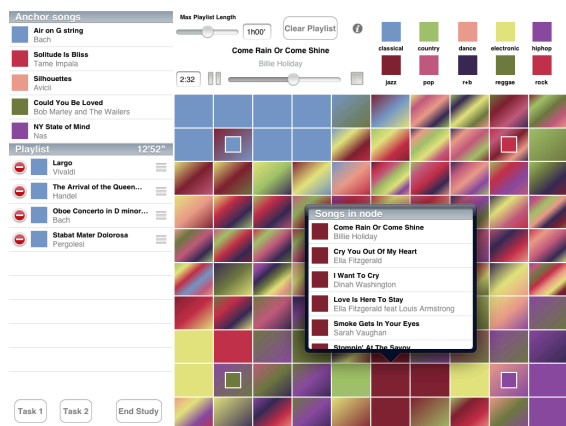 Anchor songs
Air on G string
Bach
Solitude Is Bliss
Tame Impala
Silhouettes
Avicii
Could You Be Loved
Bob Marley and The Wailers
NY State of Mind
Nas
Playlist 12'52"
Largo
Vivaldi
The Arrival of the Queen...
Handel
Oboe Concerto in D minor...
Bach
Stabat Mater Dolorosa
Pergolesi
Task 1
Task 2
End Study
Max Playlist Length
1h00'
Clear Playlist
i
Come Rain Or Come Shine
Billie Holiday
2:32
classical country dance electronic hiphop
jazz pop r+b reggae rock
Songs in node
Come Rain Or Come Shine
Billie Holiday
Cry You Out Of My Heart
Ella Fitzgerald
I Want To Cry
Dinah Washington
Love Is Here To Stay
Ella Fitzgerald feat Louis Armstrong
Smoke Gets In Your Eyes
Sarah Vaughan
Stompin' At The Savoy